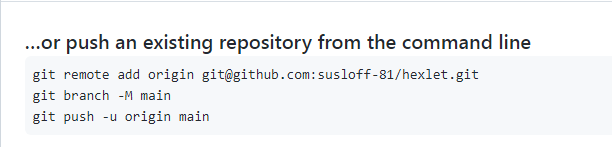 ...or push an existing repository from the command line
git remote add origin git@github.com:susloff-81/hexlet.git
git branch -M main
git push -u origin main